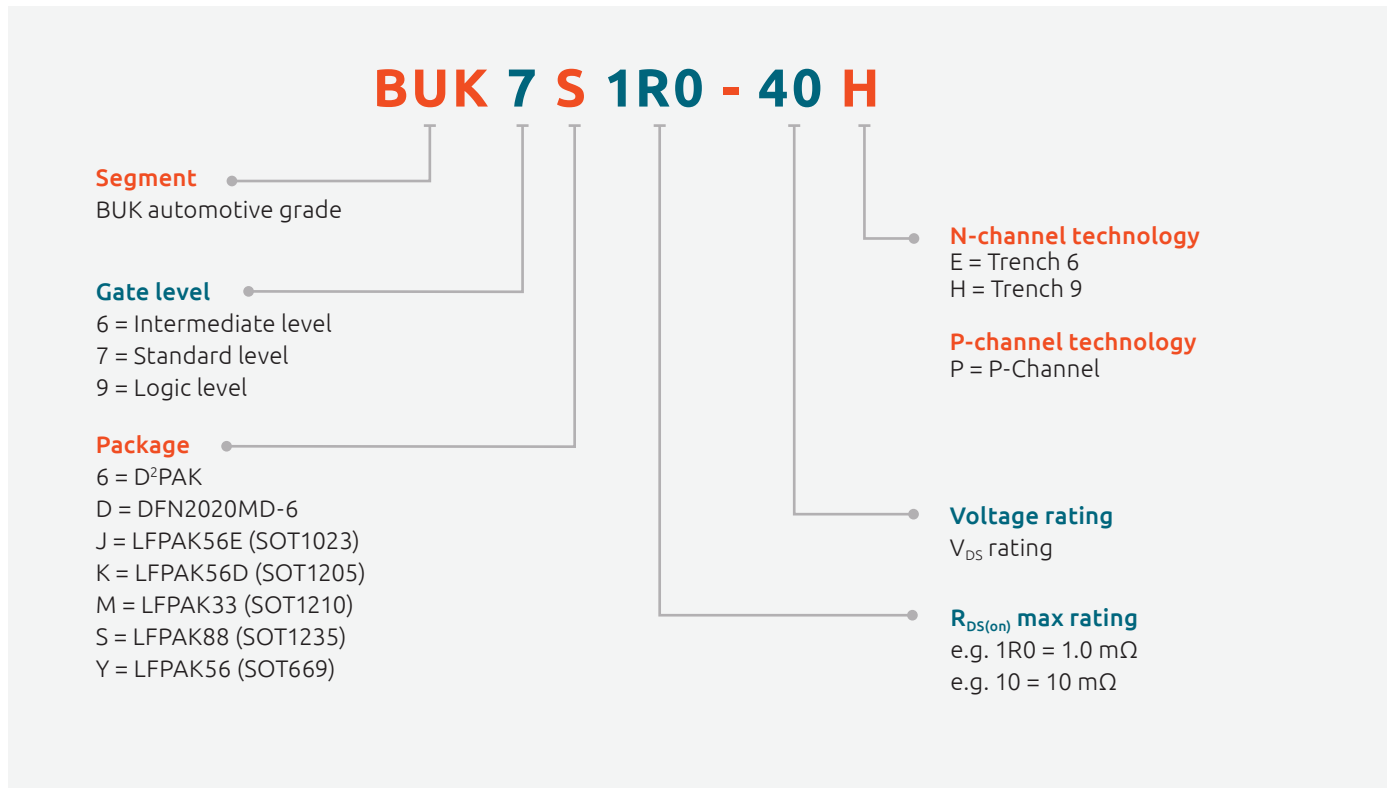 BUK 7 S 1R0 - 40 H
Segment
BUK automotive grade
Gate level
6 = Intermediate level
7 = Standard level
9 = Logic level
Package
6 = D²PAK
D = DFN2020MD-6
J = LFPAK56E (SOT1023)
K = LFPAK56D (SOT1205)
M = LFPAK33 (SOT1210)
S = LFPAK88 (SOT1235)
Y = LFPAK56 (SOT669)
N-channel technology
E = Trench 6
H = Trench 9
P-channel technology
P = P-Channel
Voltage rating
VDS rating
RDS(on) max rating
e.g. 1R0 = 1.0 mΩ
e.g. 10 = 10 mΩ